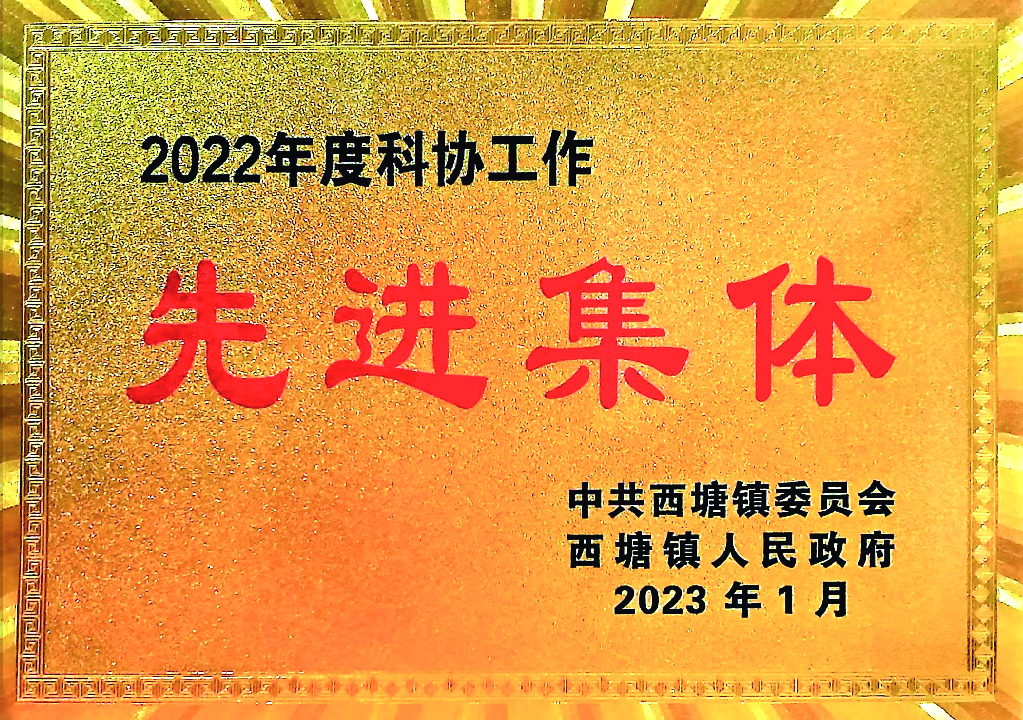 2022年度科协工作
先进集体
中共西塘镇委员会
西塘镇人民政府
2023 年 1 月